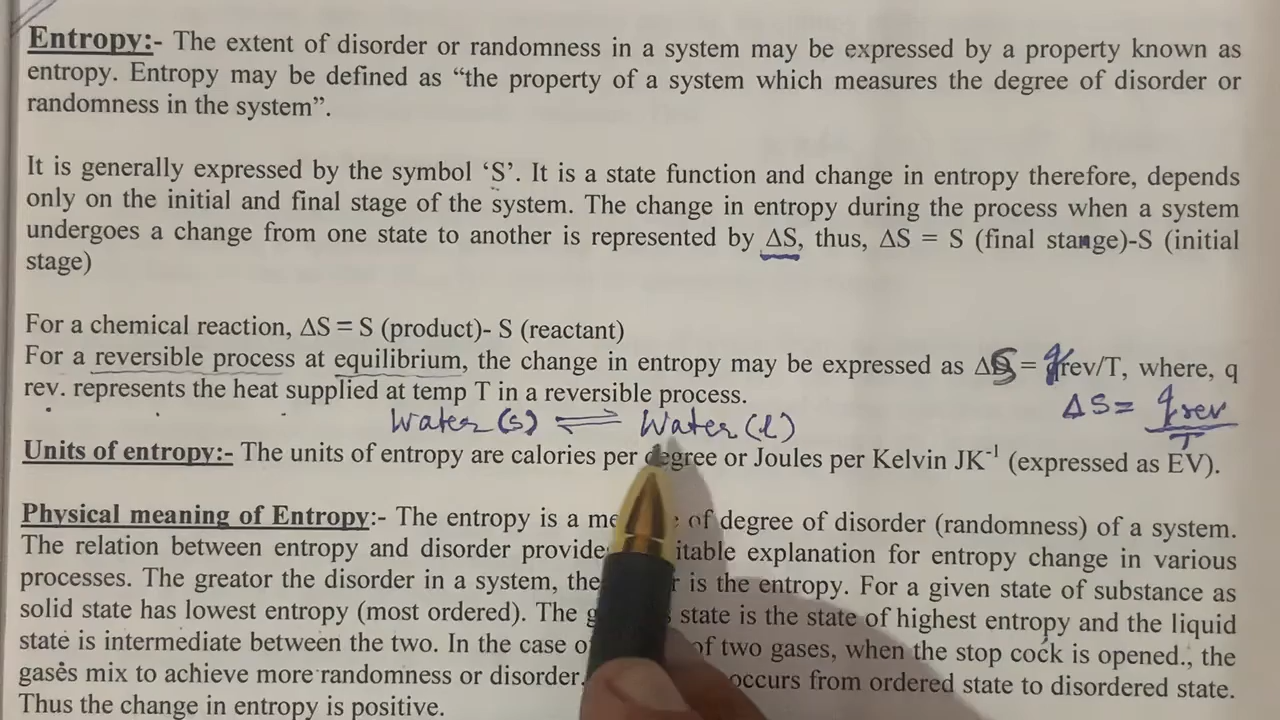 Entropy:- The extent of disorder or randomness in a system may be expressed by a property known as
entropy. Entropy may be defined as “the property of a system which measures the degree of disorder or
randomness in the system”.
It is generally expressed by the symbol ‘S’. It is a state function and change in entropy therefore, depends
only on the initial and final stage of the system. The change in entropy during the process when a system
undergoes a change from one state to another is represented by ΔS, thus, ΔS = S (final stange)-S (initial
stage)
For a chemical reaction, ΔS = S (product)- S (reactant)
For a reversible process at equilibrium, the change in entropy may be expressed as ΔS = qrev/T, where, q
rev. represents the heat supplied at temp T in a reversible process.
ΔS = qrev/T
Water (s) ⇌ Water (l)
Units of entropy:- The units of entropy are calories per degree or Joules per Kelvin JK⁻¹ (expressed as EV).
Physical meaning of Entropy:- The entropy is a me of degree of disorder (randomness) of a system.
The relation between entropy and disorder provide itable explanation for entropy change in various
processes. The greator the disorder in a system, the r is the entropy. For a given state of substance as
solid state has lowest entropy (most ordered). The g state is the state of highest entropy and the liquid
state is intermediate between the two. In the case of of two gases, when the stop cock is opened., the
gases mix to achieve more randomness or disorder. occurs from ordered state to disordered state.
Thus the change in entropy is positive.